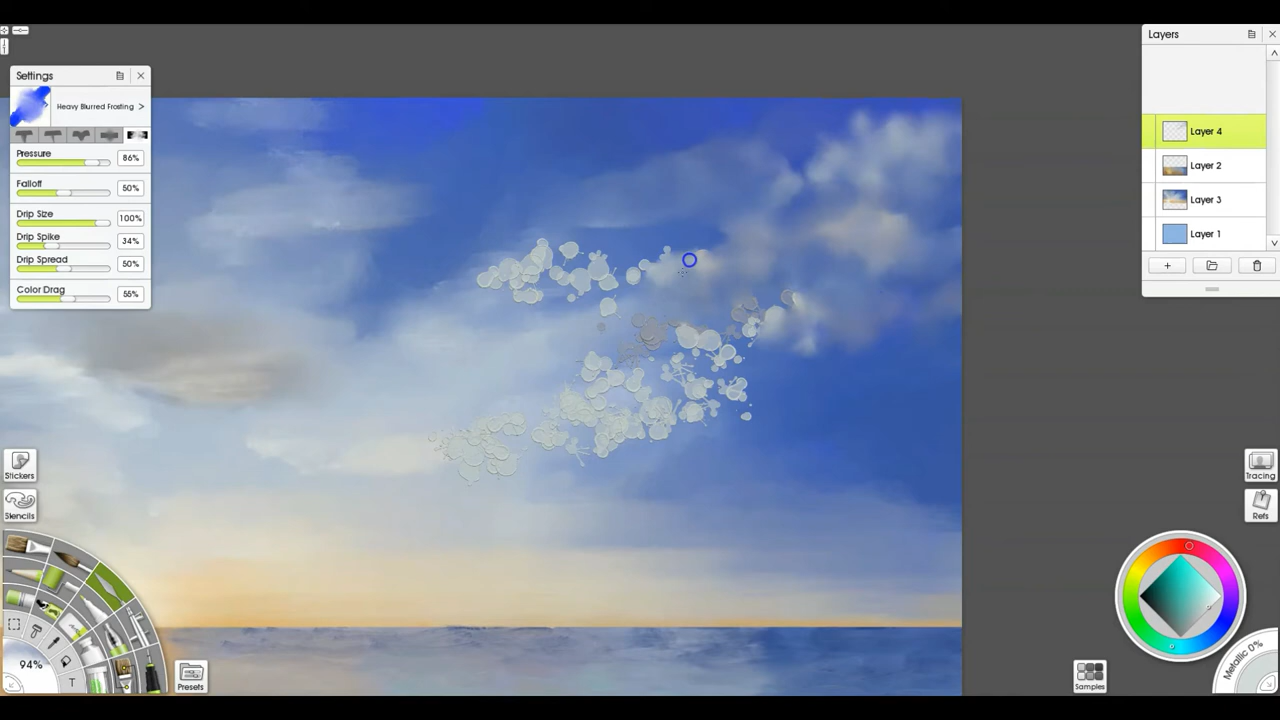 Settings
Heavy Blurred Frosting >
Pressure
86%
Falloff
50%
Drip Size
100%
Drip Spike
34%
Drip Spread
50%
Color Drag
55%
Layers
Layer 4
Layer 2
Layer 3
Layer 1
Stickers
Stencils
94%
T
Presets
Tracing
Refs
Samples
Metallic 0%